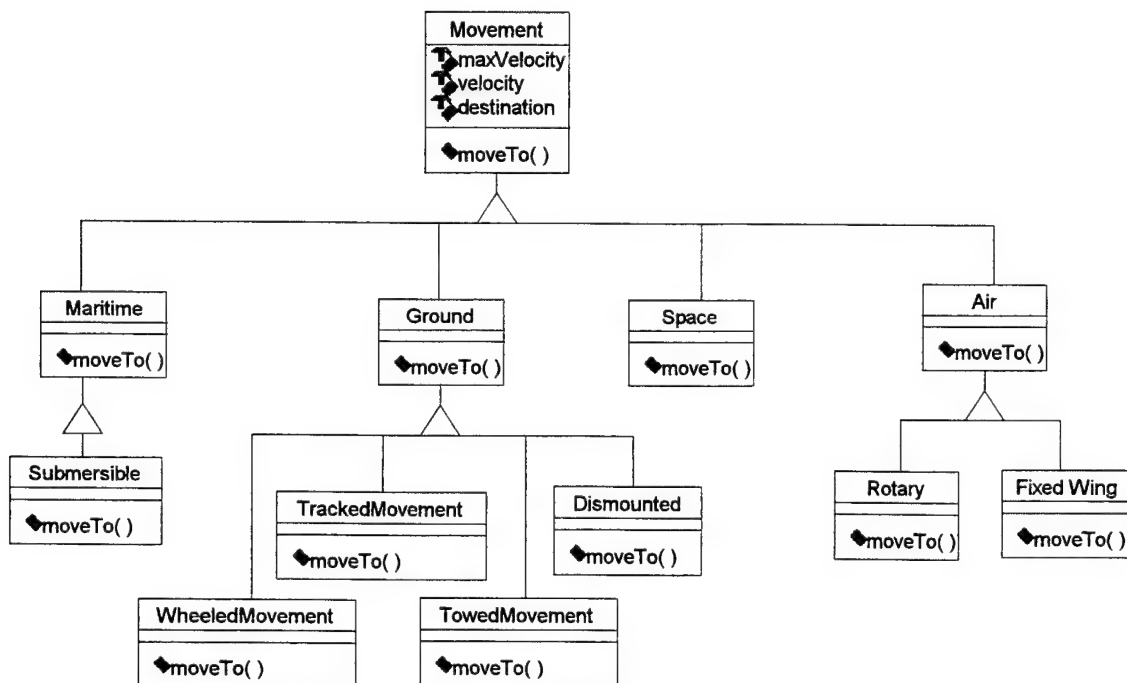 Movement
maxVelocity
velocity
destination
moveTo( )
Maritime
moveTo( )
Ground
moveTo( )
Space
moveTo( )
Air
moveTo( )
Submersible
moveTo( )
TrackedMovement
moveTo( )
Dismounted
moveTo( )
Rotary
moveTo( )
Fixed Wing
moveTo( )
WheeledMovement
moveTo( )
TowedMovement
moveTo( )